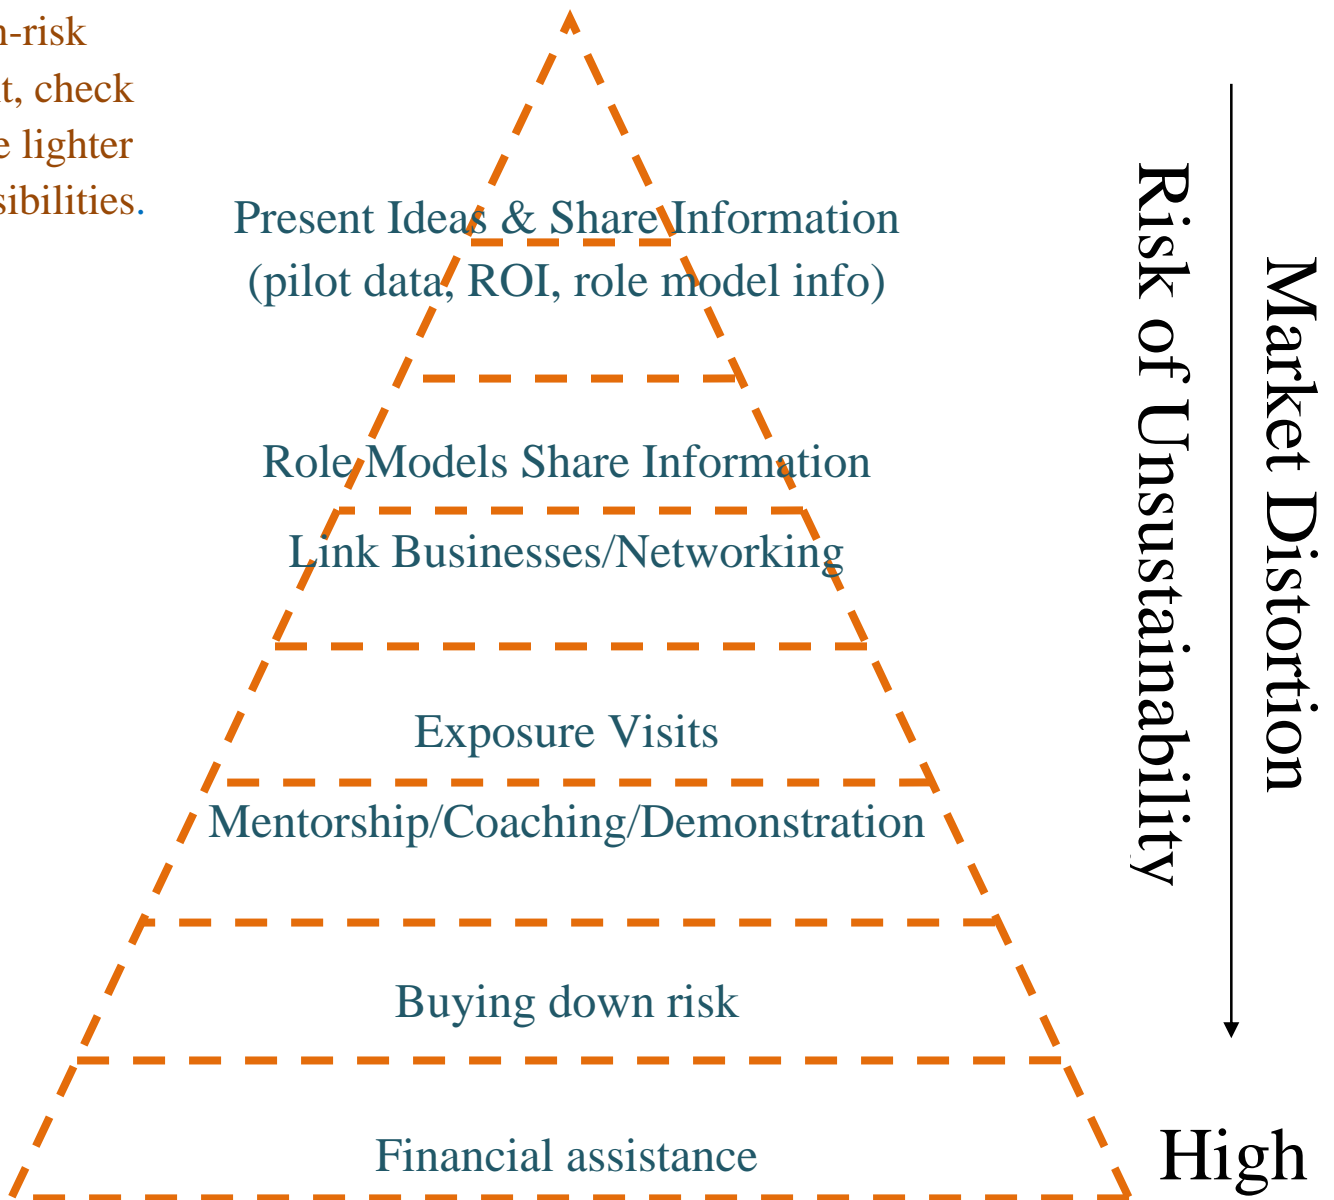 -risk
t, check
e lighter
sibilities.
Present Ideas & Share Information
(pilot data, ROI, role model info)
Role Models Share Information
Link Businesses/Networking
Exposure Visits
Mentorship/Coaching/Demonstration
Buying down risk
Financial assistance
Risk of Unsustainability
Market Distortion
High